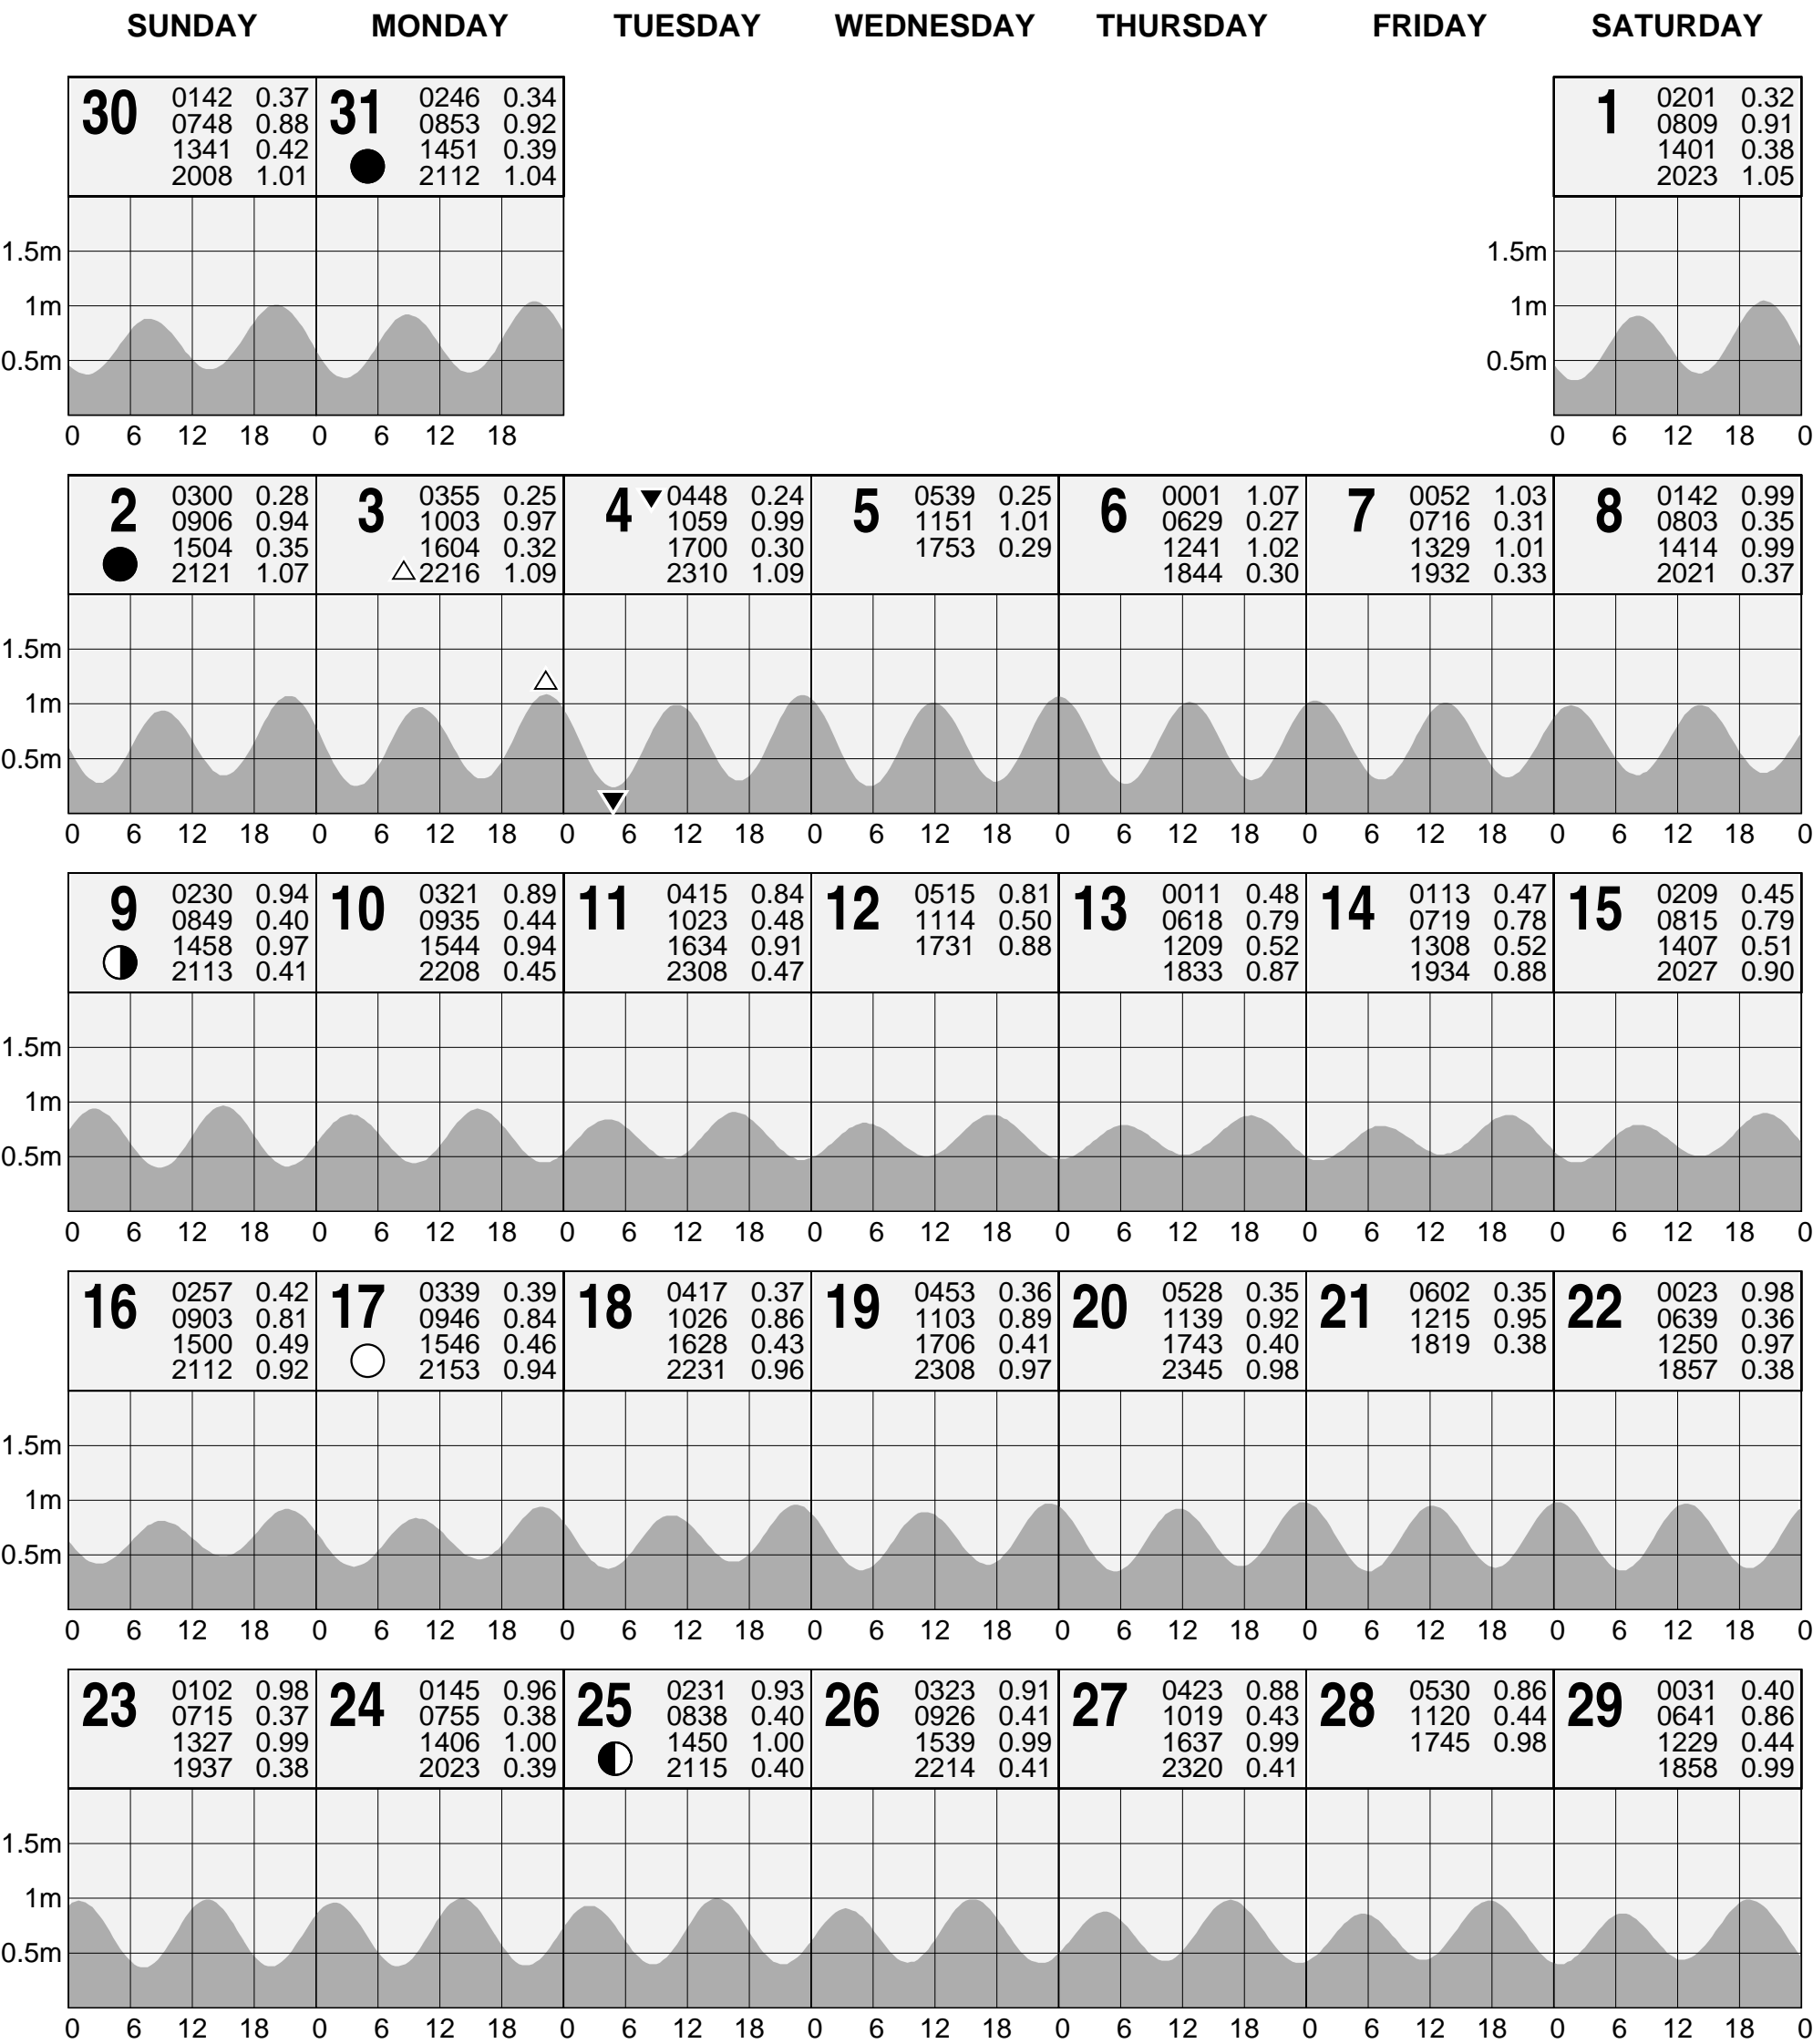 SUNDAY MONDAY TUESDAY WEDNESDAY THURSDAY FRIDAY SATURDAY
30 0142 0.37 31 0246 0.34 1 0201 0.32
0748 0.88 0853 0.92 0809 0.91
1341 0.42 1451 0.39 1401 0.38
2008 1.01 2112 1.04 2023 1.05
1.5m 1.5m
1m 1m
0.5m 0.5m
0 6 12 18 0 6 12 18 0 6 12 18 0
2 0300 0.28 3 0355 0.25 4 0448 0.24 5 0539 0.25 6 0001 1.07 7 0052 1.03 8 0142 0.99
0906 0.94 1003 0.97 1059 0.99 1151 1.01 0629 0.27 0716 0.31 0803 0.35
1504 0.35 1604 0.32 1700 0.30 1753 0.29 1241 1.02 1329 1.01 1414 0.99
2121 1.07 2216 1.09 2310 1.09 1844 0.30 1932 0.33 2021 0.37
1.5m
1m
0.5m
0 6 12 18 0 6 12 18 0 6 12 18 0 6 12 18 0 6 12 18 0 6 12 18 0 6 12 18 0
9 0230 0.94 10 0321 0.89 11 0415 0.84 12 0515 0.81 13 0011 0.48 14 0113 0.47 15 0209 0.45
0849 0.40 0935 0.44 1023 0.48 1114 0.50 0618 0.79 0719 0.78 0815 0.79
1458 0.97 1544 0.94 1634 0.91 1731 0.88 1209 0.52 1308 0.52 1407 0.51
2113 0.41 2208 0.45 2308 0.47 1833 0.87 1934 0.88 2027 0.90
1.5m
1m
0.5m
0 6 12 18 0 6 12 18 0 6 12 18 0 6 12 18 0 6 12 18 0 6 12 18 0 6 12 18 0
16 0257 0.42 17 0339 0.39 18 0417 0.37 19 0453 0.36 20 0528 0.35 21 0602 0.35 22 0023 0.98
0903 0.81 0946 0.84 1026 0.86 1103 0.89 1139 0.92 1215 0.95 0639 0.36
1500 0.49 1546 0.46 1628 0.43 1706 0.41 1743 0.40 1819 0.38 1250 0.97
2112 0.92 2153 0.94 2231 0.96 2308 0.97 2345 0.98 1857 0.38
1.5m
1m
0.5m
0 6 12 18 0 6 12 18 0 6 12 18 0 6 12 18 0 6 12 18 0 6 12 18 0 6 12 18 0
23 0102 0.98 24 0145 0.96 25 0231 0.93 26 0323 0.91 27 0423 0.88 28 0530 0.86 29 0031 0.40
0715 0.37 0755 0.38 0838 0.40 0926 0.41 1019 0.43 1120 0.44 0641 0.86
1327 0.99 1406 1.00 1450 1.00 1539 0.99 1637 0.99 1745 0.98 1229 0.44
1937 0.38 2023 0.39 2115 0.40 2214 0.41 2320 0.41 1858 0.99
1.5m
1m
0.5m
0 6 12 18 0 6 12 18 0 6 12 18 0 6 12 18 0 6 12 18 0 6 12 18 0 6 12 18 0